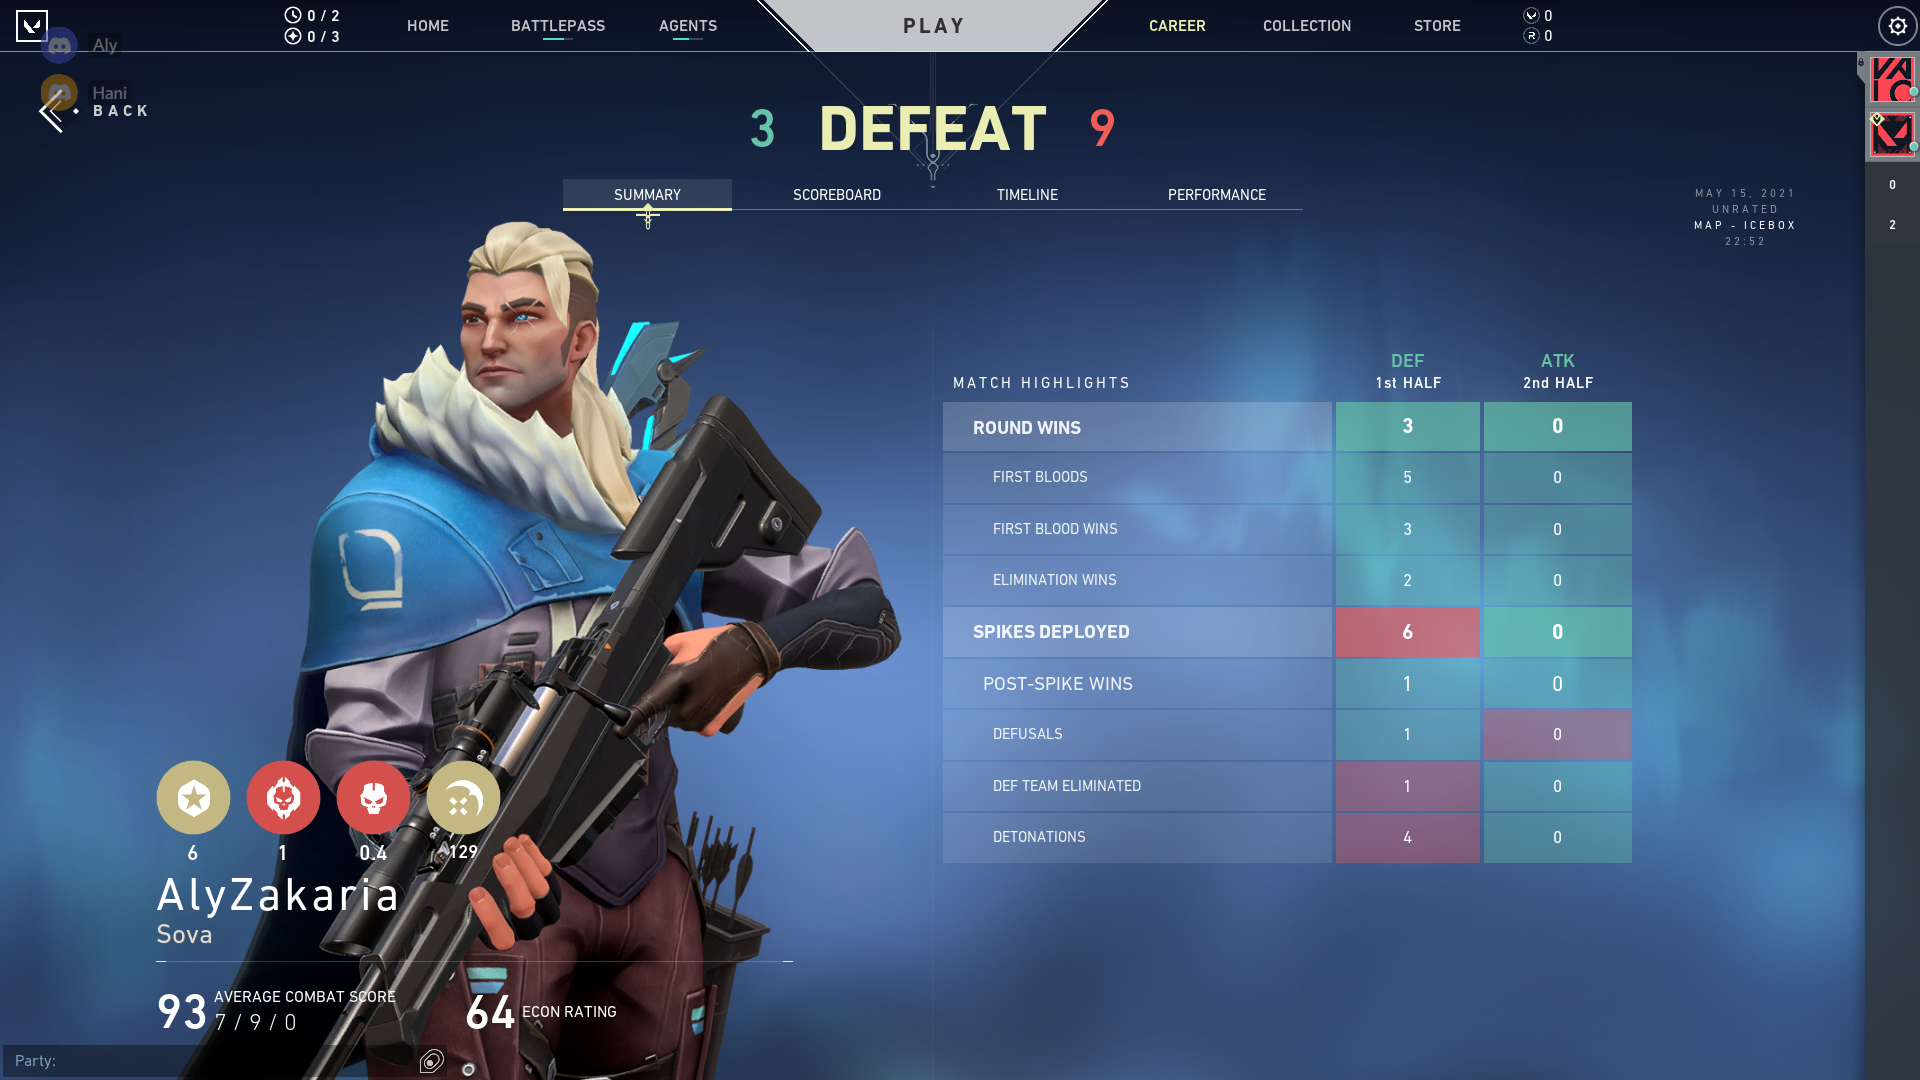 0 / 2
0 / 3
HOME
BATTLEPASS
AGENTS
PLAY
CAREER
COLLECTION
STORE
0
R 0
Aly
Hani
BACK
3 DEFEAT 9
SUMMARY
SCOREBOARD
TIMELINE
PERFORMANCE
MAY 15, 2021
UNRATED
MAP - ICEBOX
22:52
0
2
DEF
ATK
MATCH HIGHLIGHTS
1st HALF
2nd HALF
ROUND WINS 3 0
FIRST BLOODS 5 0
FIRST BLOOD WINS 3 0
ELIMINATION WINS 2 0
SPIKES DEPLOYED 6 0
POST-SPIKE WINS 1 0
DEFUSALS 1 0
DEF TEAM ELIMINATED 1 0
DETONATIONS 4 0
6
1
0.4
129
AlyZakaria
Sova
93 AVERAGE COMBAT SCORE
7 / 9 / 0
64 ECON RATING
Party: